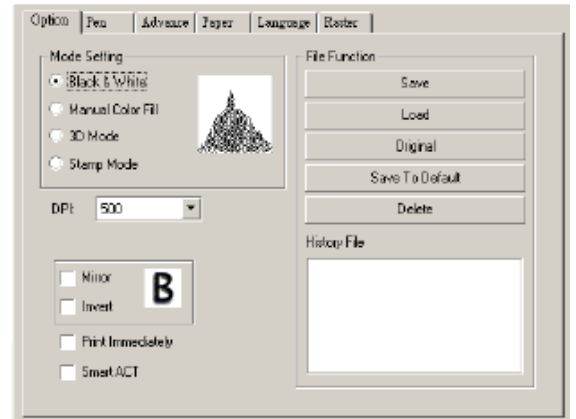 Option Pen Advance Paper Language Raster
Mode Setting
Black & White
Manual Color Fill
3D Mode
Stamp Mode
DPI: 500
Mirror
Invert
B
Print Immediately
Smart ACT
File Function
Save
Load
Original
Save To Default
Delete
History File